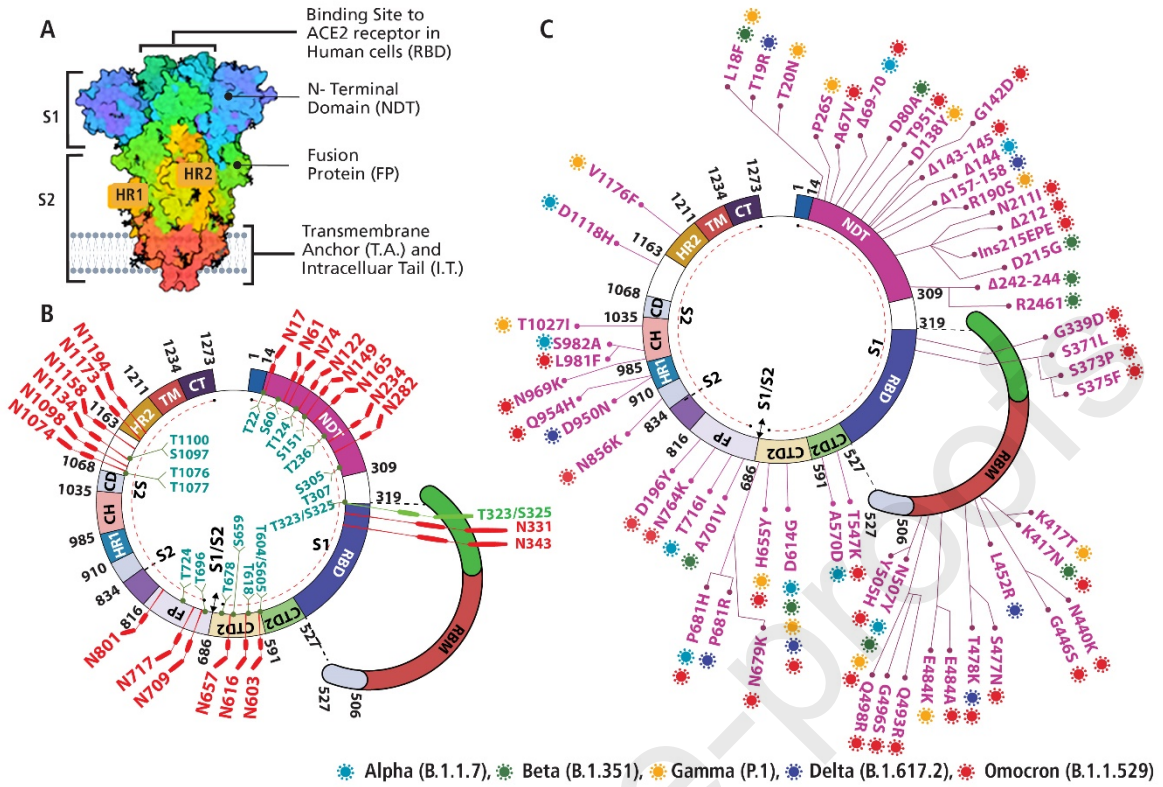 A
Binding Site to
ACE2 receptor in
Human cells (RBD)
N- Terminal
Domain (NDT)
Fusion
Protein (FP)
Transmembrane
Anchor (T.A.) and
Intracelluar Tail (I.T.)
S1
S2
HR1
HR2
B
N1194
N1173
N1158
N1134
N1098
N1074
N17
N61
N74
N122
N149
N165
N234
N282
1273
1234
1211
1163
1068
1035
985
910
834
816
686
591
527
319
309
14
1
CT
TM
HR2
CD
CH
HR1
FP
CTD2
CTD2
RBD
NDT
S2
S2
S1/S2
S1
T22
S60
T124
S151
T236
S305
T307
T323/S325
T1100
S1097
T1076
T1077
T724
T696
T678
S659
T618
T604/S605
T323/S325
N331
N343
N801
N717
N709
N657
N616
N603
RBM
527
506
C
L18F
T19R
T20N
P26S
A67V
Δ69-70
D80A
T951
D138Y
G142D
Δ143-145
Δ144
Δ157-158
R190S
N211I
Δ212
Ins215EPE
D215G
Δ242-244
R2461
G339D
S371L
S373P
S375F
V1176F
D118H
T1027I
S982A
L981F
N969K
Q954H
D950N
N856K
D196Y
N764K
T716I
A701V
P681H
P681R
N679K
H655Y
D614G
A570D
T547K
Y505H
N507Y
Q498R
G496S
Q493R
E484K
E484A
T478K
S477N
L452R
G446S
N440K
K417N
K417T
1273
1234
1211
1163
1068
1035
985
910
834
816
686
591
527
319
309
14
1
CT
TM
HR2
CD
CH
HR1
FP
CTD2
CTD2
RBD
NDT
S2
S2
S1/S2
S1
RBM
527
506
e-proofs
Alpha (B.1.1.7), Beta (B.1.351), Gamma (P.1), Delta (B.1.617.2), Omocron (B.1.1.529)